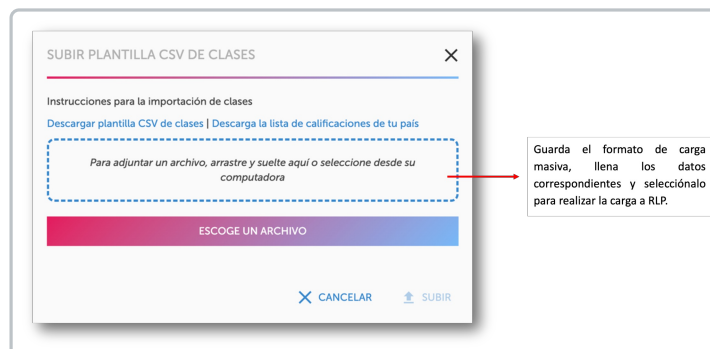 SUBIR PLANTILLA CSV DE CLASES
Instrucciones para la importación de clases
Descargar plantilla CSV de clases | Descarga la lista de calificaciones de tu país
Para adjuntar un archivo, arrastre y suelte aquí o seleccione desde su
computadora
ESCOGE UN ARCHIVO
CANCELAR SUBIR
Guarda el formato de carga
masiva, llena los datos
correspondientes y selecciónalo
para realizar la carga a RLP.